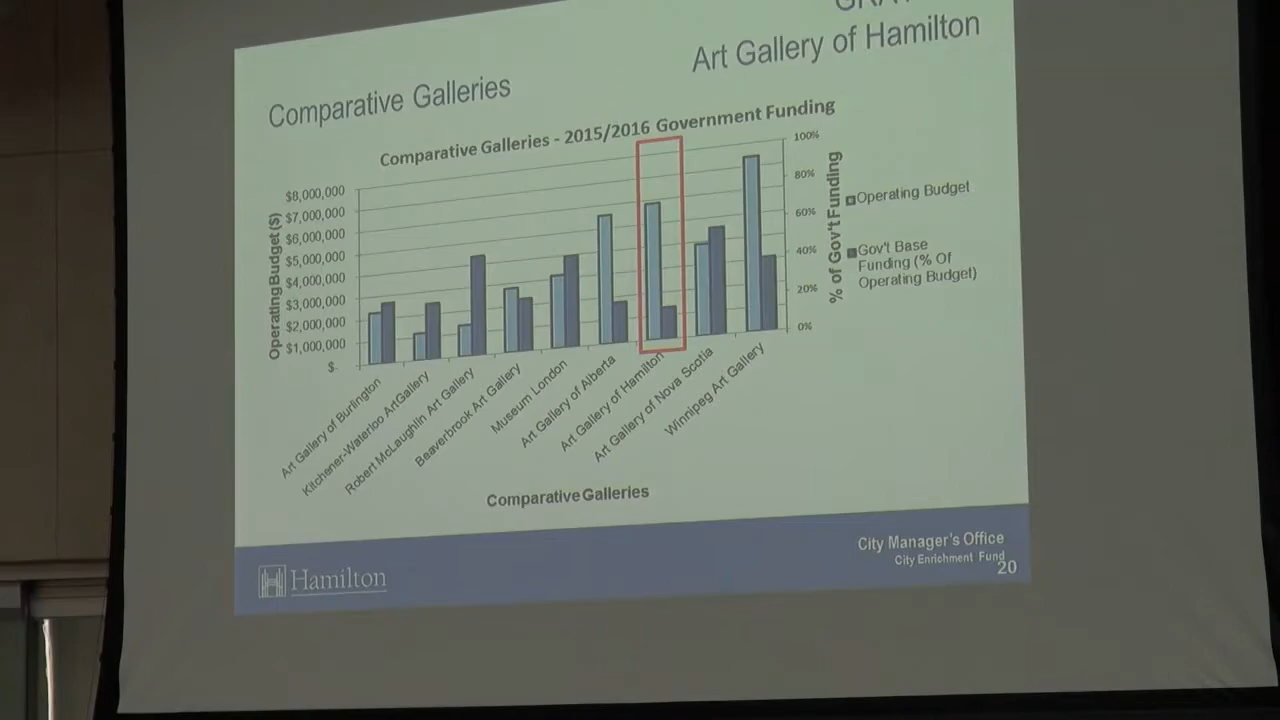 Art Gallery of Hamilton
Comparative Galleries
Comparative Galleries - 2015/2016 Government Funding
$8,000,000
$7,000,000
$6,000,000
$5,000,000
$4,000,000
$3,000,000
$2,000,000
$1,000,000
$-
Operating Budget ($)
100%
80%
60%
40%
20%
0%
% of Gov't Funding
Operating Budget
Gov't Base
Funding (% Of
Operating Budget)
Art Gallery of Burlington
Kitchener-Waterloo ArtGallery
Robert McLaughlin Art Gallery
Beaverbrook Art Gallery
Museum London
Art Gallery of Alberta
Art Gallery of Hamilton
Art Gallery of Nova Scotia
Winnipeg Art Gallery
Comparative Galleries
Hamilton
City Manager's Office
City Enrichment Fund
20